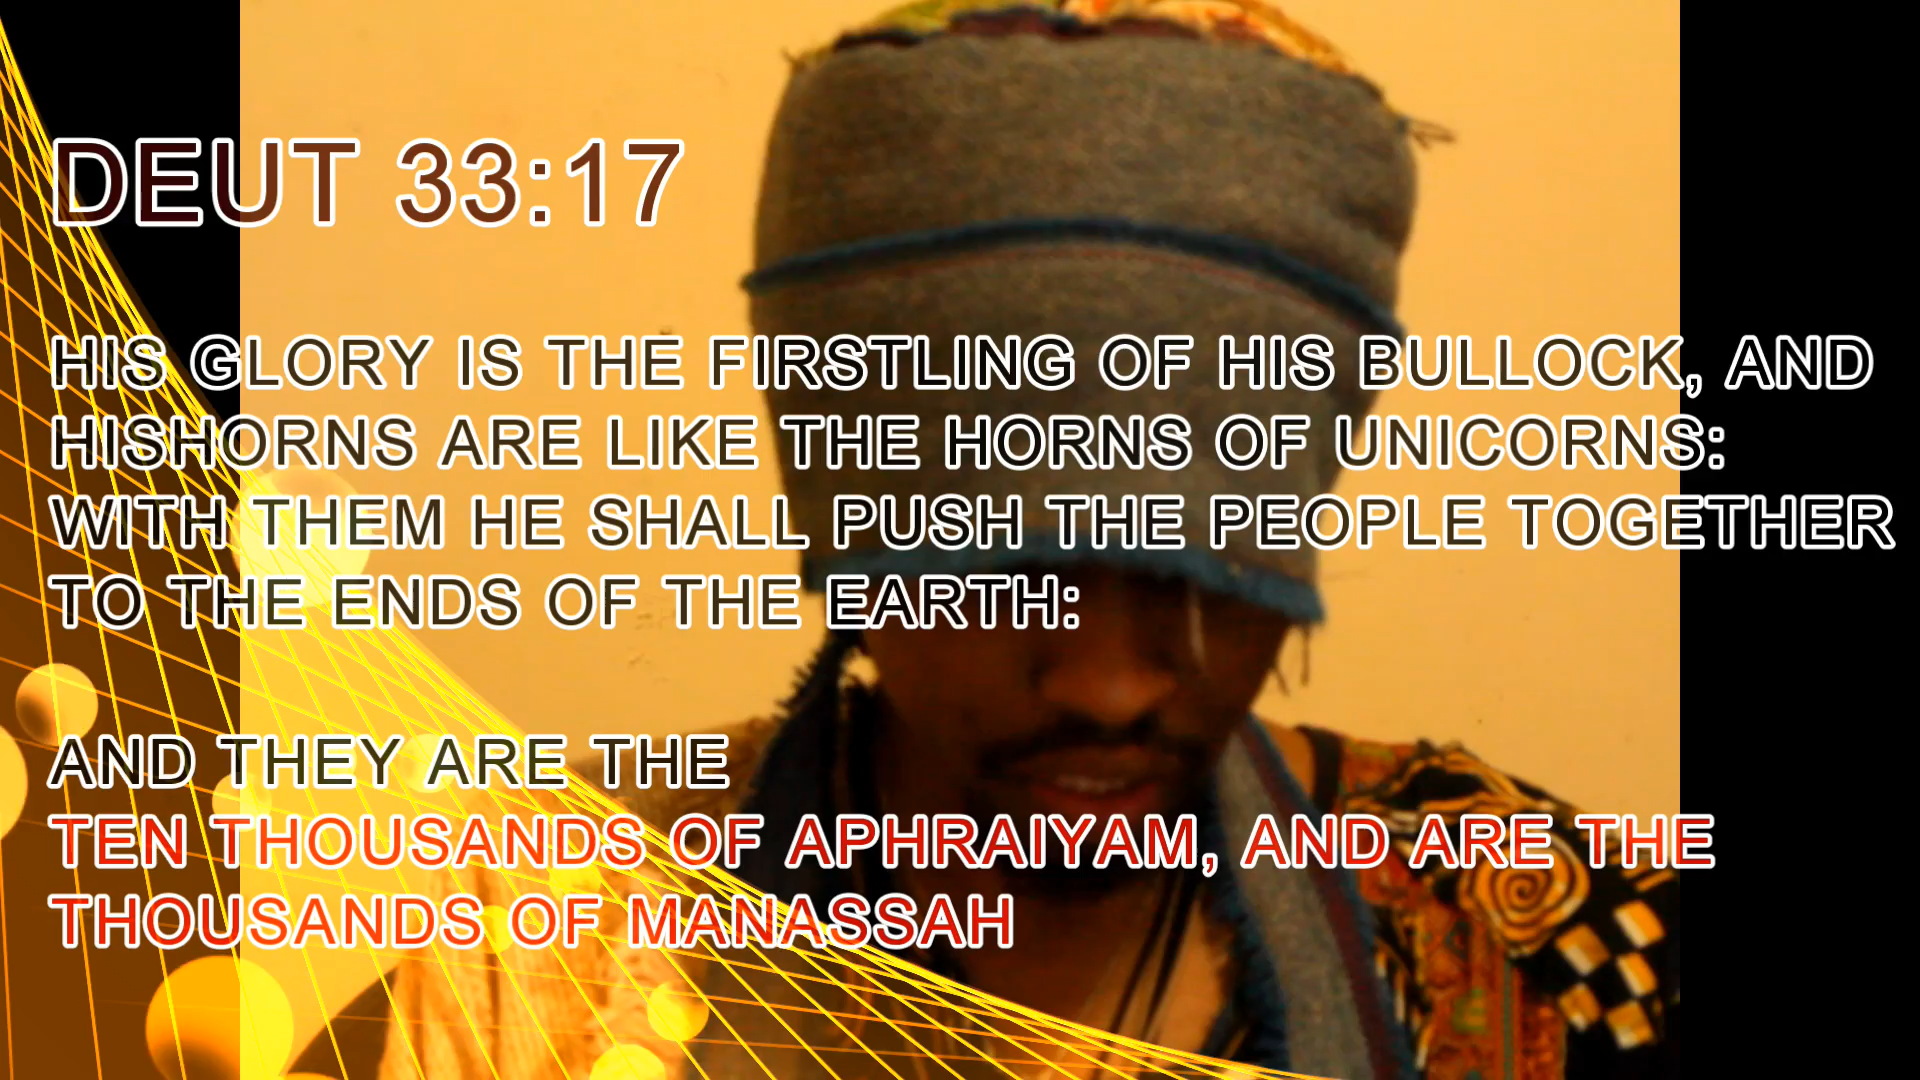 DEUT 33:17
HIS GLORY IS THE FIRSTLING OF HIS BULLOCK, AND
HISHORNS ARE LIKE THE HORNS OF UNICORNS:
WITH THEM HE SHALL PUSH THE PEOPLE TOGETHER
TO THE ENDS OF THE EARTH:
AND THEY ARE THE
TEN THOUSANDS OF APHRAIYAM, AND ARE THE
THOUSANDS OF MANASSAH